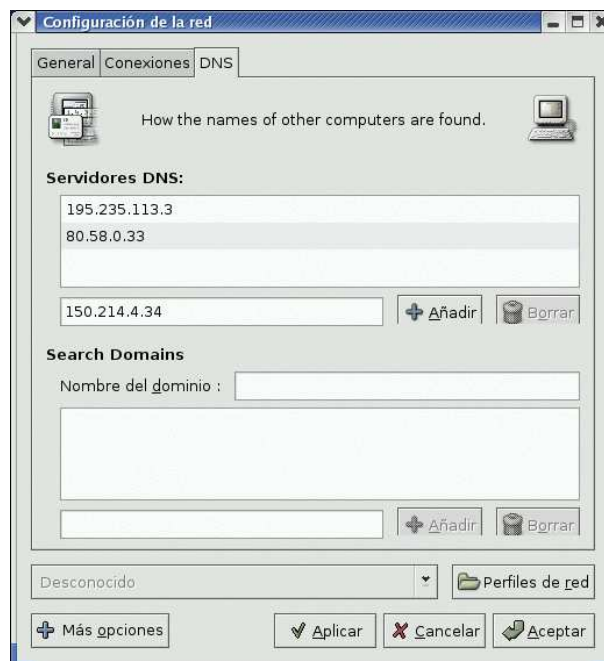 Configuración de la red
General Conexiones DNS
How the names of other computers are found.
Servidores DNS:
195.235.113.3
80.58.0.33
150.214.4.34 Añadir Borrar
Search Domains
Nombre del dominio :
Añadir Borrar
Desconocido Perfiles de red
Más opciones Aplicar Cancelar Aceptar